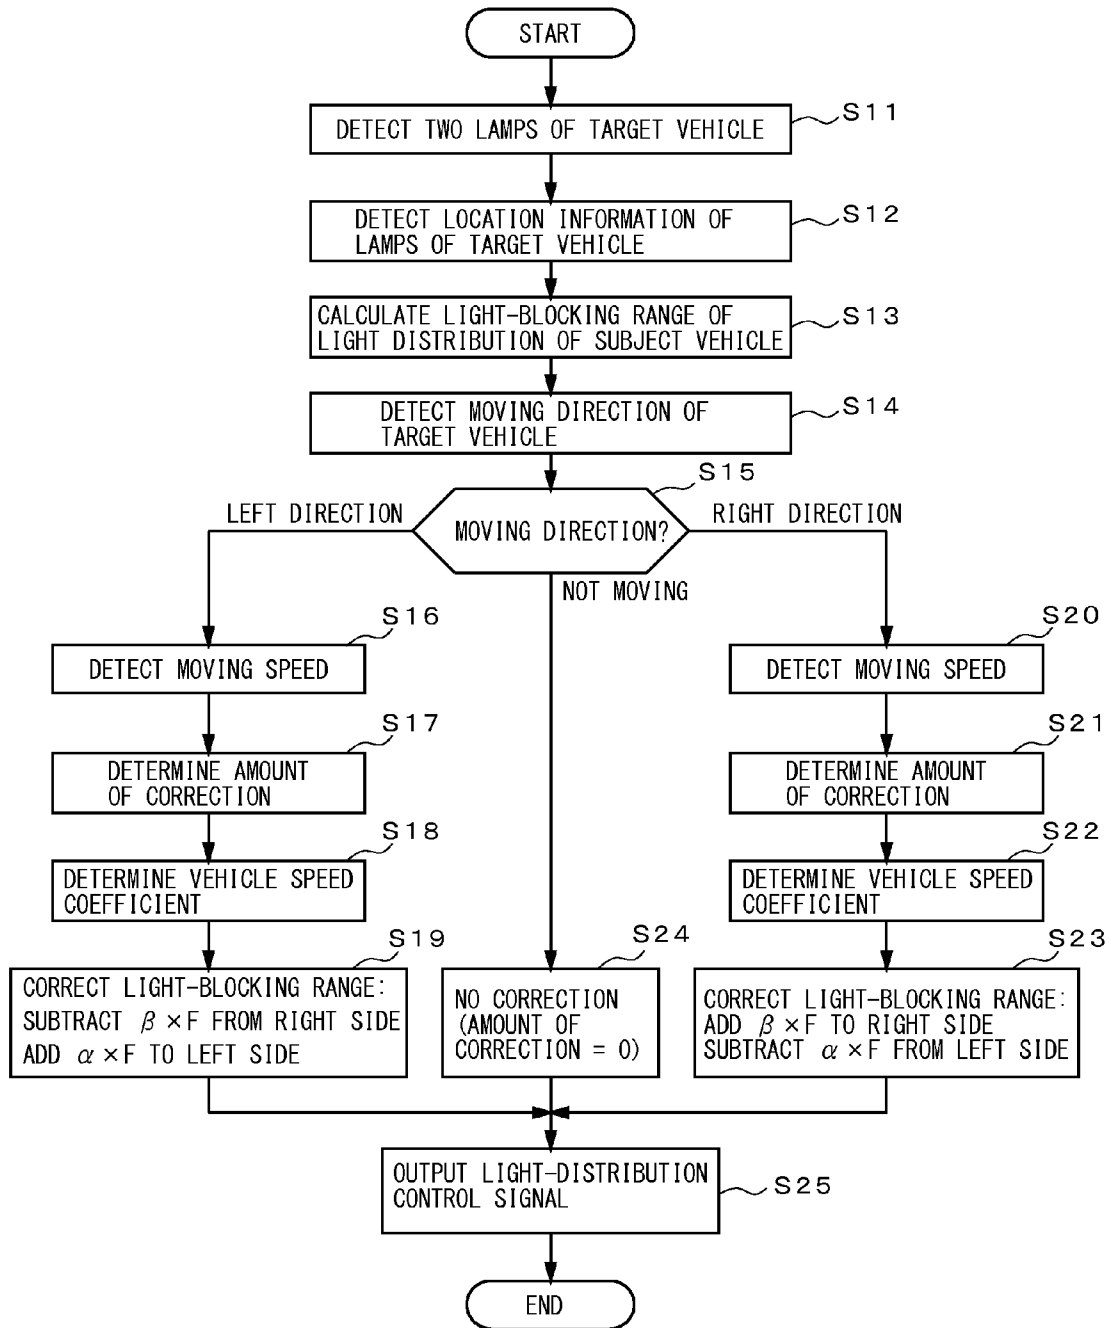 START
DETECT TWO LAMPS OF TARGET VEHICLE
S11
DETECT LOCATION INFORMATION OF
LAMPS OF TARGET VEHICLE
S12
CALCULATE LIGHT-BLOCKING RANGE OF
LIGHT DISTRIBUTION OF SUBJECT VEHICLE
S13
DETECT MOVING DIRECTION OF
TARGET VEHICLE
S14
S15
MOVING DIRECTION?
LEFT DIRECTION
RIGHT DIRECTION
NOT MOVING
S16
DETECT MOVING SPEED
S17
DETERMINE AMOUNT
OF CORRECTION
S18
DETERMINE VEHICLE SPEED
COEFFICIENT
S19
CORRECT LIGHT-BLOCKING RANGE:
SUBTRACT β×F FROM RIGHT SIDE
ADD α×F TO LEFT SIDE
S24
NO CORRECTION
(AMOUNT OF
CORRECTION = 0)
S20
DETECT MOVING SPEED
S21
DETERMINE AMOUNT
OF CORRECTION
S22
DETERMINE VEHICLE SPEED
COEFFICIENT
S23
CORRECT LIGHT-BLOCKING RANGE:
ADD β×F TO RIGHT SIDE
SUBTRACT α×F FROM LEFT SIDE
OUTPUT LIGHT-DISTRIBUTION
CONTROL SIGNAL
S25
END